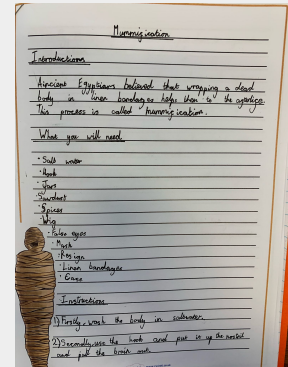 Mummification
Introduction:
Aincient Egyptians believed that wrapping a dead
body in linen bandages helps them to the afterlife.
This process is called mummification.
What you will need
· Salt water
· Hook
· Jars
· Sawdust
· Spices
· Wig
· False eyes
· Mask
· Resign
· Linen bandages
Instructions
1) Firstly, wash the body in saltwater.
2) Secondly, use the hook and put it up the nostril
and pull the brain out.